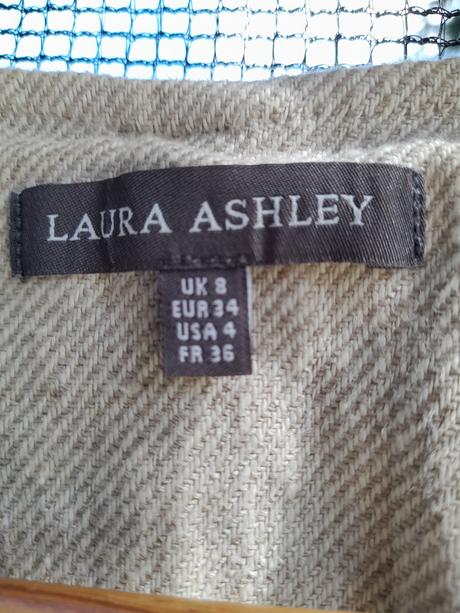 LAURA ASHLEY
UK 8
EUR 34
USA 4
FR 36